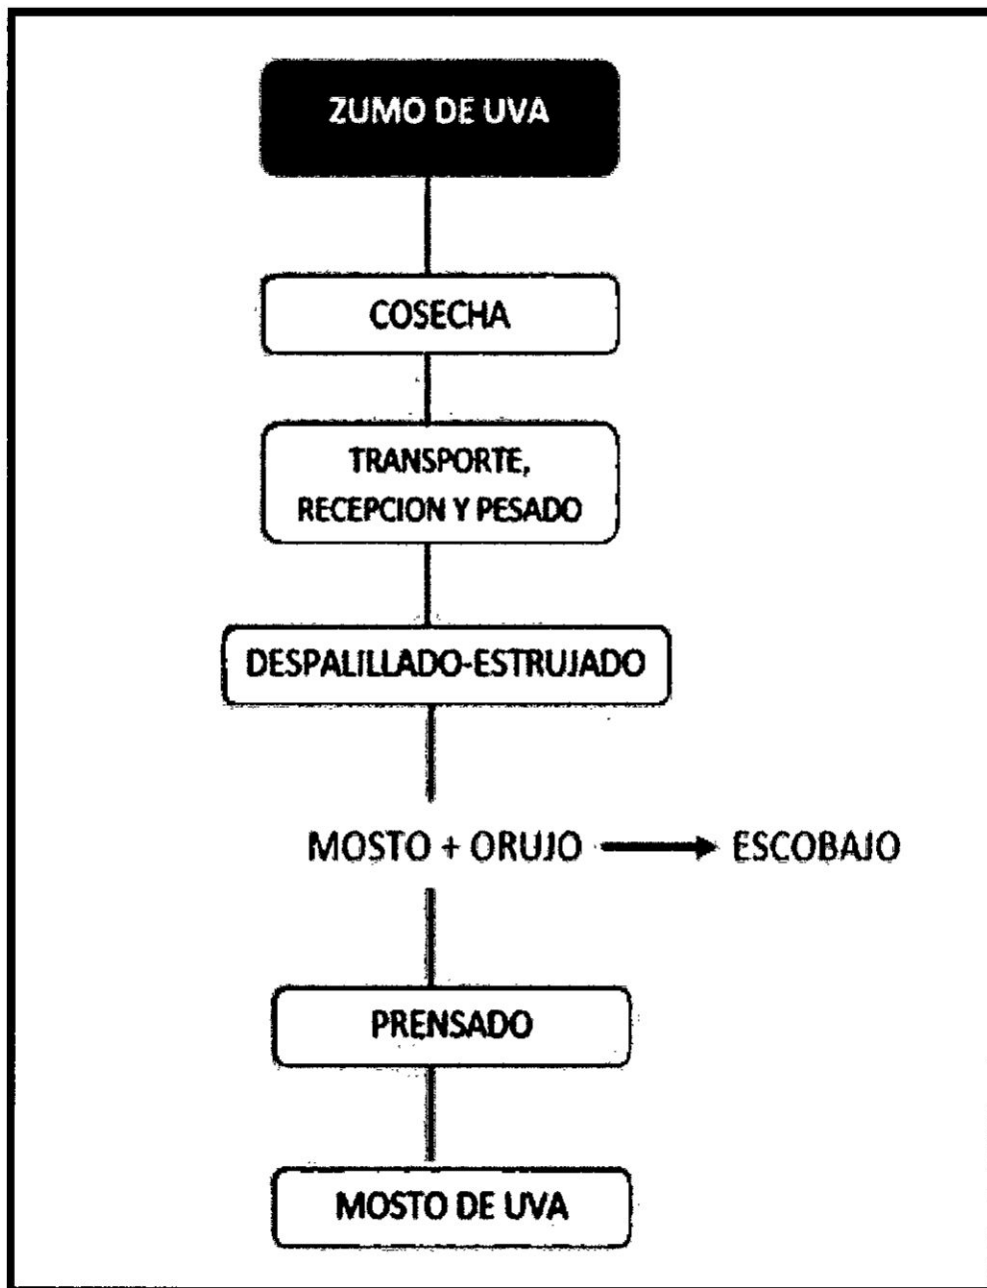 ZUMO DE UVA
COSECHA
TRANSPORTE,
RECEPCION Y PESADO
DESPALILLADO-ESTRUJADO
MOSTO + ORUJO → ESCOBAJO
PRENSADO
MOSTO DE UVA